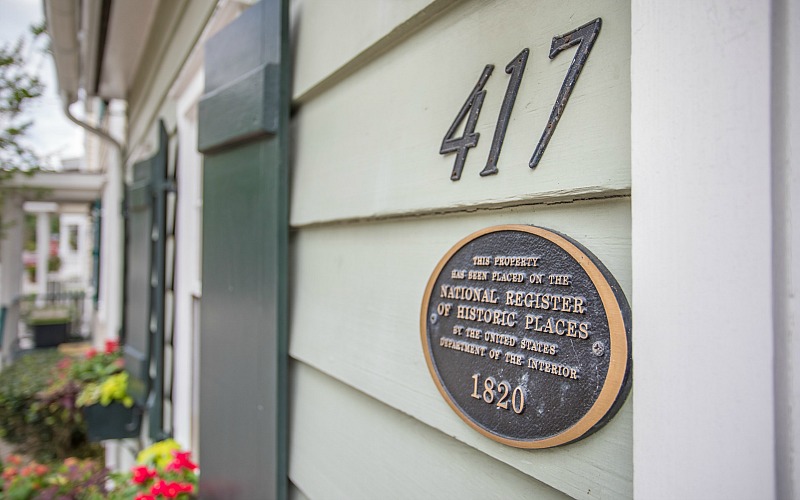 417
THIS PROPERTY
HAS BEEN PLACED ON THE
NATIONAL REGISTER
OF HISTORIC PLACES
BY THE UNITED STATES
DEPARTMENT OF THE INTERIOR
1820